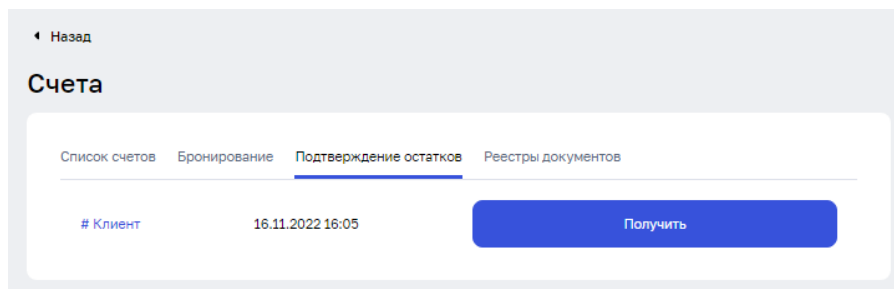 Назад
Счета
Список счетов Бронирование Подтверждение остатков Реестры документов
# Клиент 16.11.2022 16:05 Получить